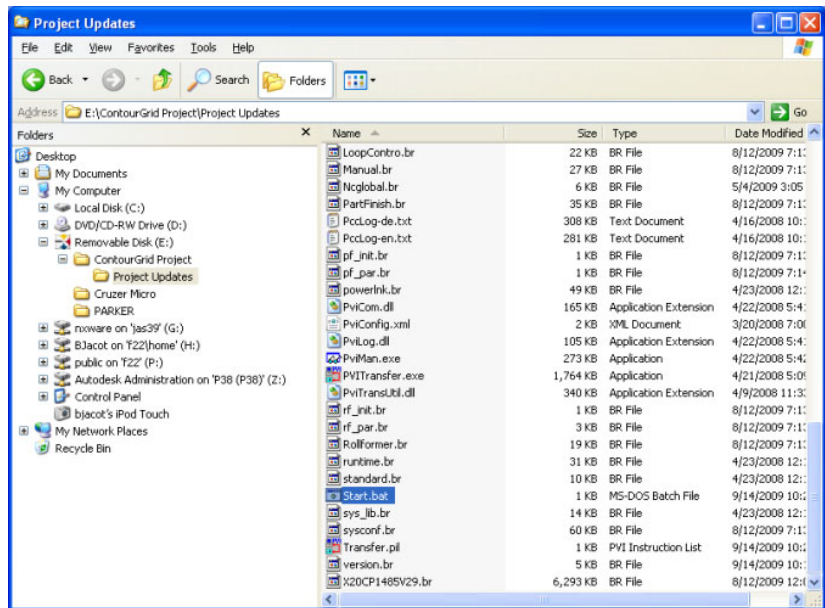 Project Updates
File Edit View Favorites Tools Help
Back Search Folders
Address E:\ContourGrid Project\Project Updates Go
Folders x
Desktop
My Documents
My Computer
Local Disk (C:)
DVD/CD-RW Drive (D:)
Removable Disk (E:)
ContourGrid Project
Project Updates
Cruzer Micro
PARKER
nxware on 'jas39' (G:)
BJacot on 'f22\home' (H:)
public on 'f22' (P:)
Autodesk Administration on 'P38 (P38)' (Z:)
Control Panel
bjacot's iPod Touch
My Network Places
Recycle Bin
Name Size Type Date Modified
LoopContro.br 22 KB BR File 8/12/2009 7:1
Manual.br 27 KB BR File 8/12/2009 7:1
Ncglobal.br 6 KB BR File 5/4/2009 3:05
PartFinish.br 35 KB BR File 8/12/2009 7:1
PccLog-de.txt 308 KB Text Document 4/16/2008 10:
PccLog-en.txt 281 KB Text Document 4/16/2008 10:
pf_init.br 1 KB BR File 8/12/2009 7:1
pf_par.br 1 KB BR File 8/12/2009 7:1
powerlnk.br 49 KB BR File 4/23/2008 12:
PviCom.dll 165 KB Application Extension 4/22/2008 5:4
PviConfig.xml 2 KB XML Document 3/20/2008 7:0
PviLog.dll 105 KB Application Extension 4/22/2008 5:4
PviMan.exe 273 KB Application 4/22/2008 5:4
PVITransfer.exe 1,764 KB Application 4/21/2008 5:0
PviTransUtil.dll 340 KB Application Extension 4/9/2008 11:3
rf_init.br 1 KB BR File 8/12/2009 7:1
rf_par.br 3 KB BR File 8/12/2009 7:1
Rollformer.br 19 KB BR File 8/12/2009 7:1
runtime.br 31 KB BR File 4/23/2008 12:
standard.br 10 KB BR File 4/23/2008 12:
Start.bat 1 KB MS-DOS Batch File 9/14/2009 10:
sys_lib.br 14 KB BR File 4/23/2008 12:
sysconf.br 60 KB BR File 8/12/2009 7:1
Transfer.pil 1 KB PVI Instruction List 9/14/2009 10:
version.br 5 KB BR File 9/14/2009 10:
X20CP1485V29.br 6,293 KB BR File 8/12/2009 12: